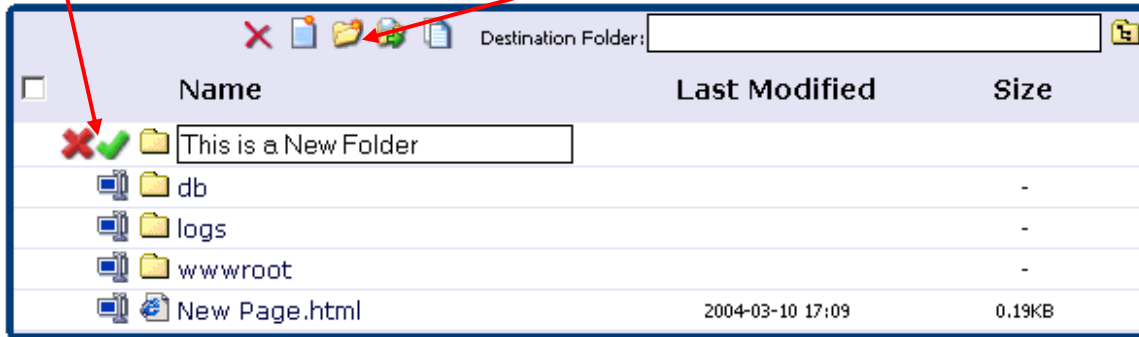 Destination Folder:
Name Last Modified Size
This is a New Folder
db -
logs -
wwwroot -
New Page.html 2004-03-10 17:09 0.19KB